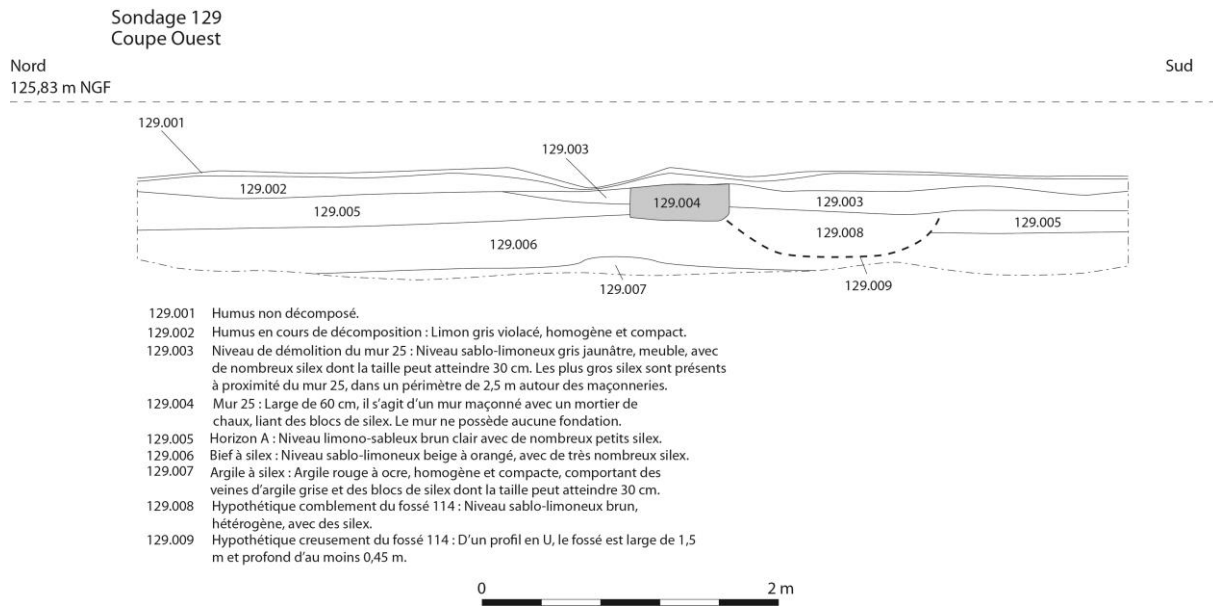 Sondage 129
Coupe Ouest
Nord
Sud
125,83 m NGF
129.001
129.003
129.002
129.004
129.003
129.005
129.005
129.008
129.006
129.007
129.009
129.001 Humus non décomposé.
129.002 Humus en cours de décomposition : Limon gris violacé, homogène et compact.
129.003 Niveau de démolition du mur 25 : Niveau sablo-limoneux gris jaunâtre, meuble, avec
de nombreux silex dont la taille peut atteindre 30 cm. Les plus gros silex sont présents
à proximité du mur 25, dans un périmètre de 2,5 m autour des maçonneries.
129.004 Mur 25 : Large de 60 cm, il s'agit d'un mur maçonné avec un mortier de
chaux, liant des blocs de silex. Le mur ne possède aucune fondation.
129.005 Horizon A : Niveau limono-sableux brun clair avec de nombreux petits silex.
129.006 Bief à silex : Niveau sablo-limoneux beige à orangé, avec de très nombreux silex.
129.007 Argile à silex : Argile rouge à ocre, homogène et compacte, comportant des
veines d'argile grise et des blocs de silex dont la taille peut atteindre 30 cm.
129.008 Hypothétique comblement du fossé 114 : Niveau sablo-limoneux brun,
hétérogène, avec des silex.
129.009 Hypothétique creusement du fossé 114 : D'un profil en U, le fossé est large de 1,5
m et profond d'au moins 0,45 m.
0 2 m